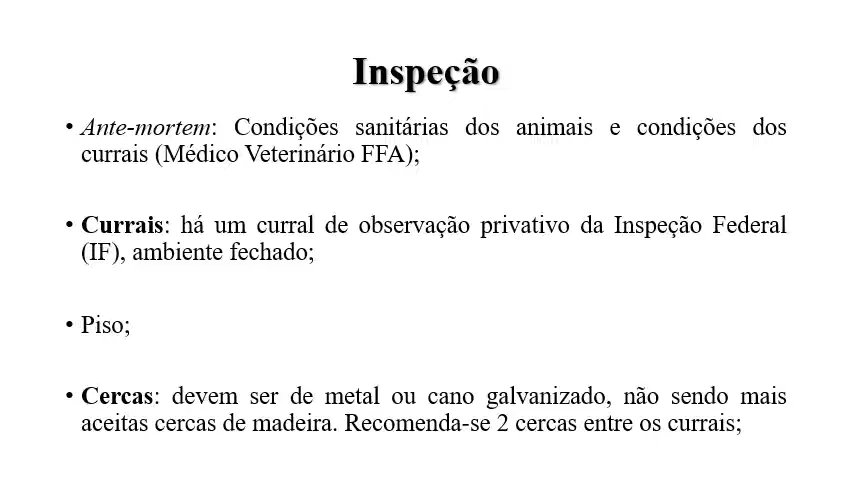 Inspeção
• Ante-mortem: Condições sanitárias dos animais e condições dos
currais (Médico Veterinário FFA);
• Currais: há um curral de observação privativo da Inspeção Federal
(IF), ambiente fechado;
• Piso;
• Cercas: devem ser de metal ou cano galvanizado, não sendo mais
aceitas cercas de madeira. Recomenda-se 2 cercas entre os currais;